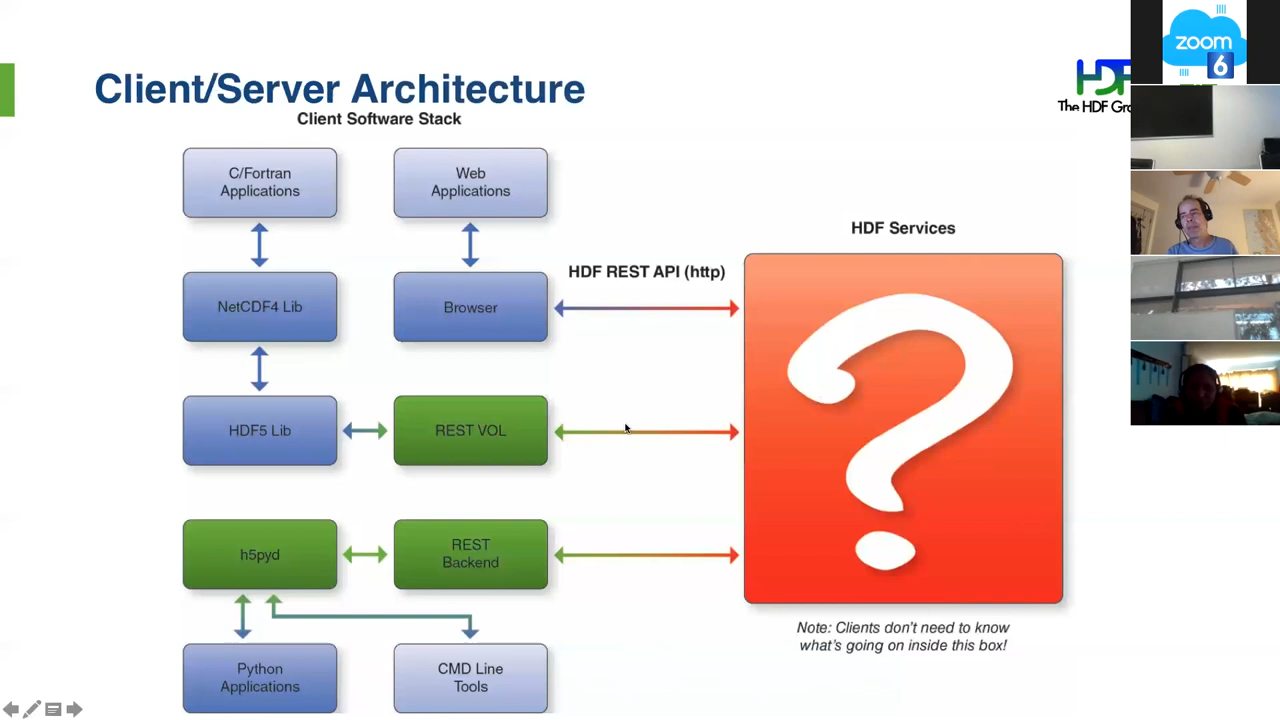 Client/Server Architecture
Client Software Stack
C/Fortran
Applications
Web
Applications
NetCDF4 Lib
Browser
HDF5 Lib
REST VOL
h5pyd
REST
Backend
Python
Applications
CMD Line
Tools
HDF REST API (http)
HDF Services
?
Note: Clients don't need to know
what's going on inside this box!
HDF
The HDF Gro
zoom
6